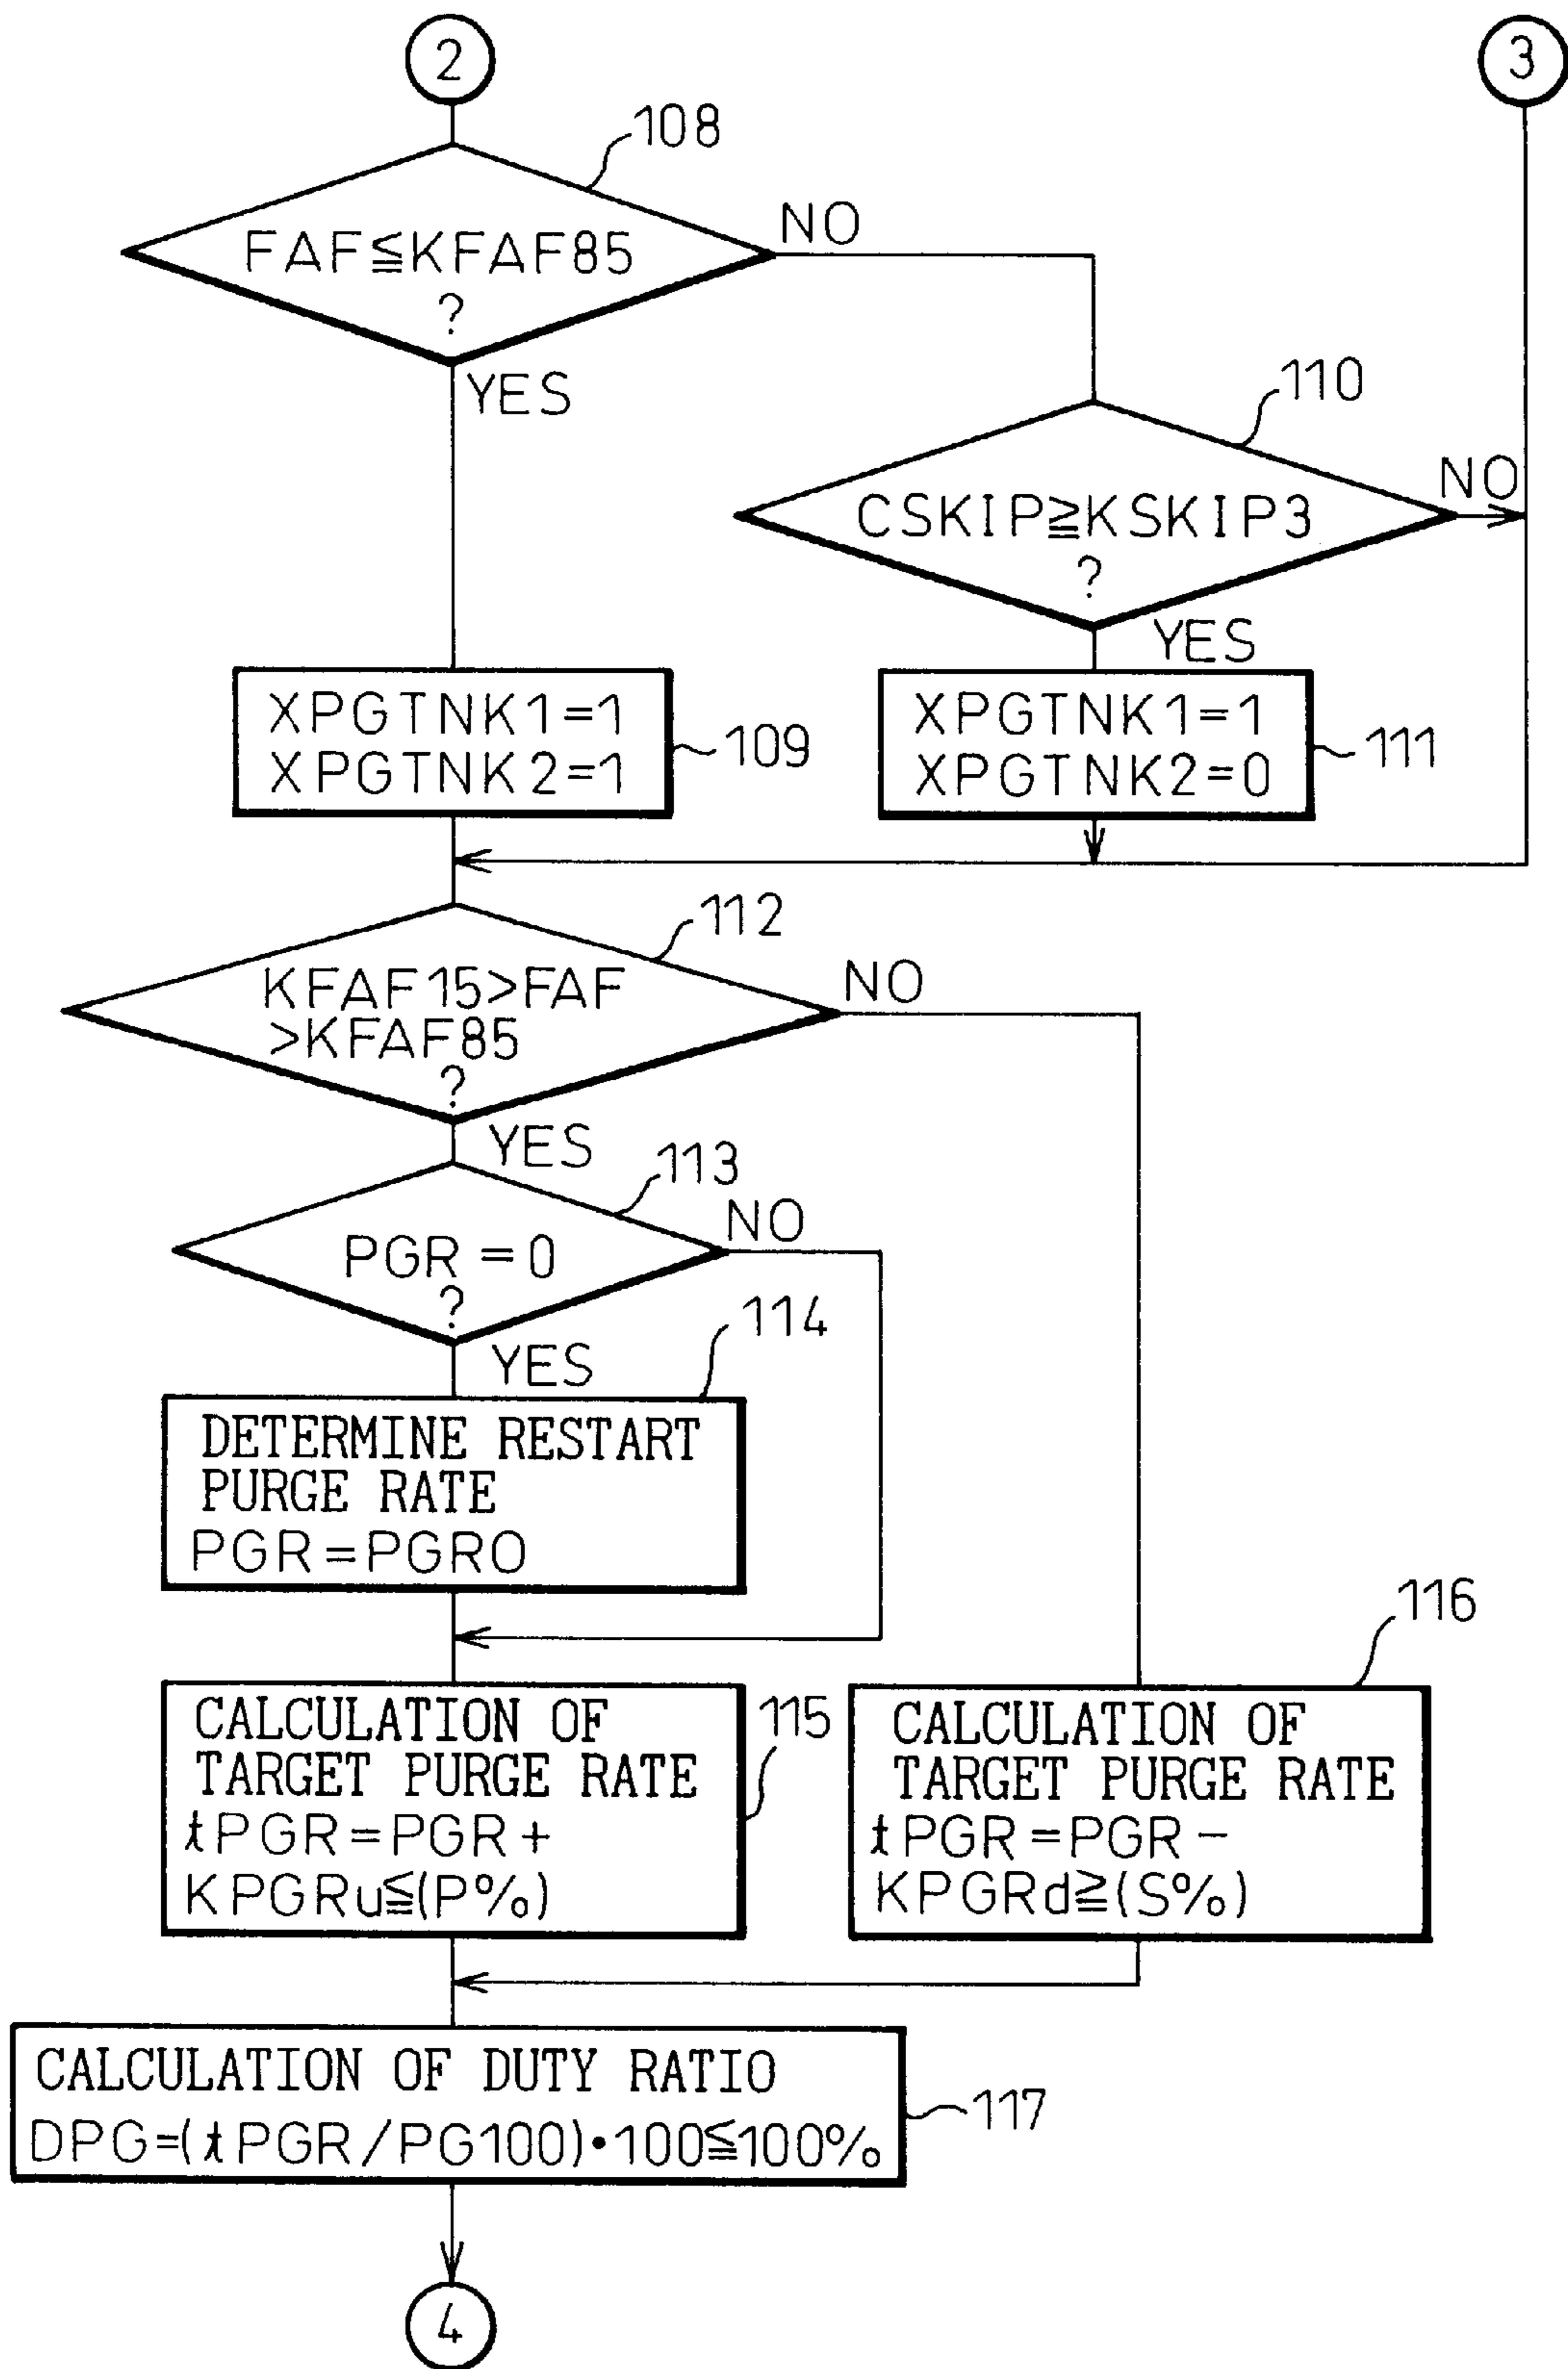 2
3
108
FAF≦KFAF85
?
NO
YES
110
CSKIP≧KSKIP3
?
NO
YES
XPGTNK1=1
XPGTNK2=1
109
XPGTNK1=1
XPGTNK2=0
111
112
KFAF15>FAF
>KFAF85
?
NO
YES
113
PGR=0
?
NO
YES
114
DETERMINE RESTART
PURGE RATE
PGR=PGR0
116
CALCULATION OF
TARGET PURGE RATE
tPGR=PGR+
KPGRu≦(P%)
115
CALCULATION OF
TARGET PURGE RATE
tPGR=PGR-
KPGRd≧(S%)
CALCULATION OF DUTY RATIO
DPG=(tPGR/PG100)•100≦100%
117
4